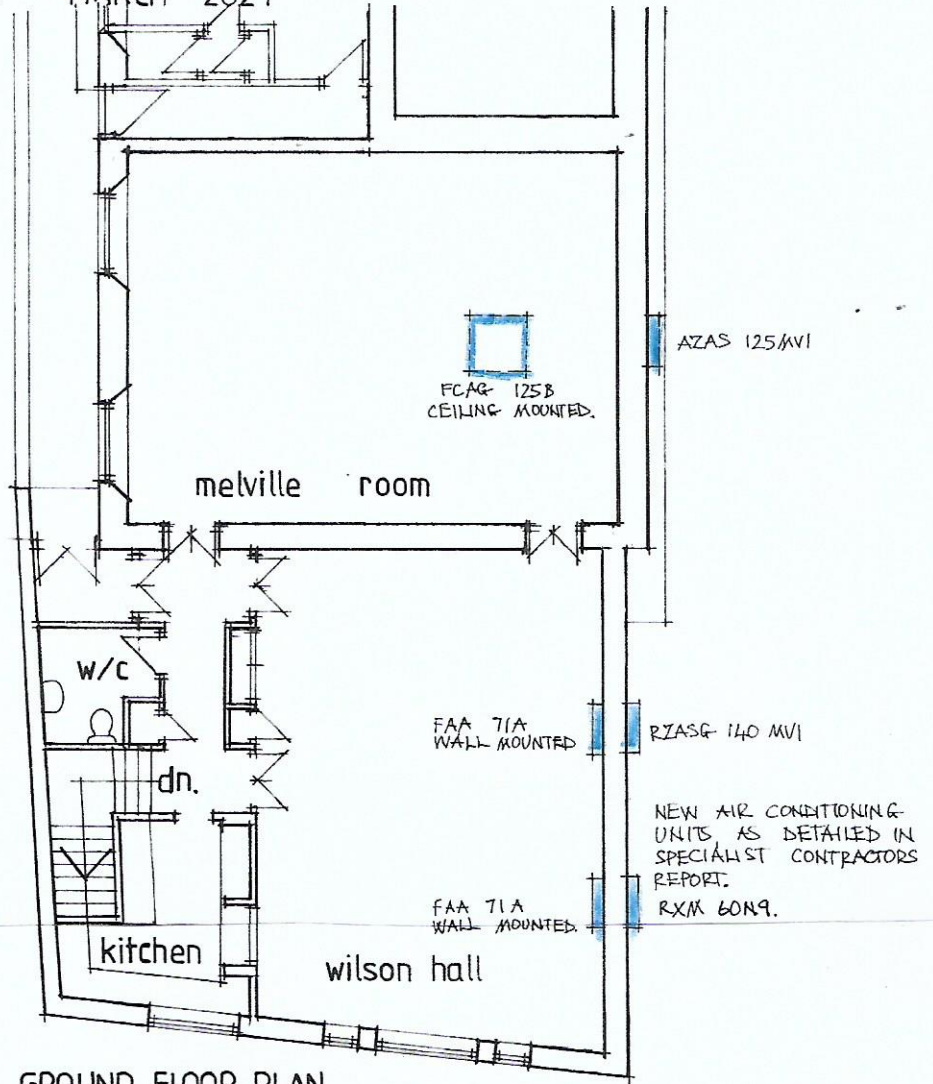 MARCH 2024
AZAS 125MV1
FCAG 125B
CEILING MOUNTED.
melville room
w/c
FAA 71A
WALL MOUNTED
RZASG 140 MV1
dn.
NEW AIR CONDITIONING
UNITS, AS DETAILED IN
SPECIALIST CONTRACTORS
REPORT.
FAA 71A
WALL MOUNTED.
RXM 60N9.
kitchen
wilson hall
GROUND FLOOR PLAN